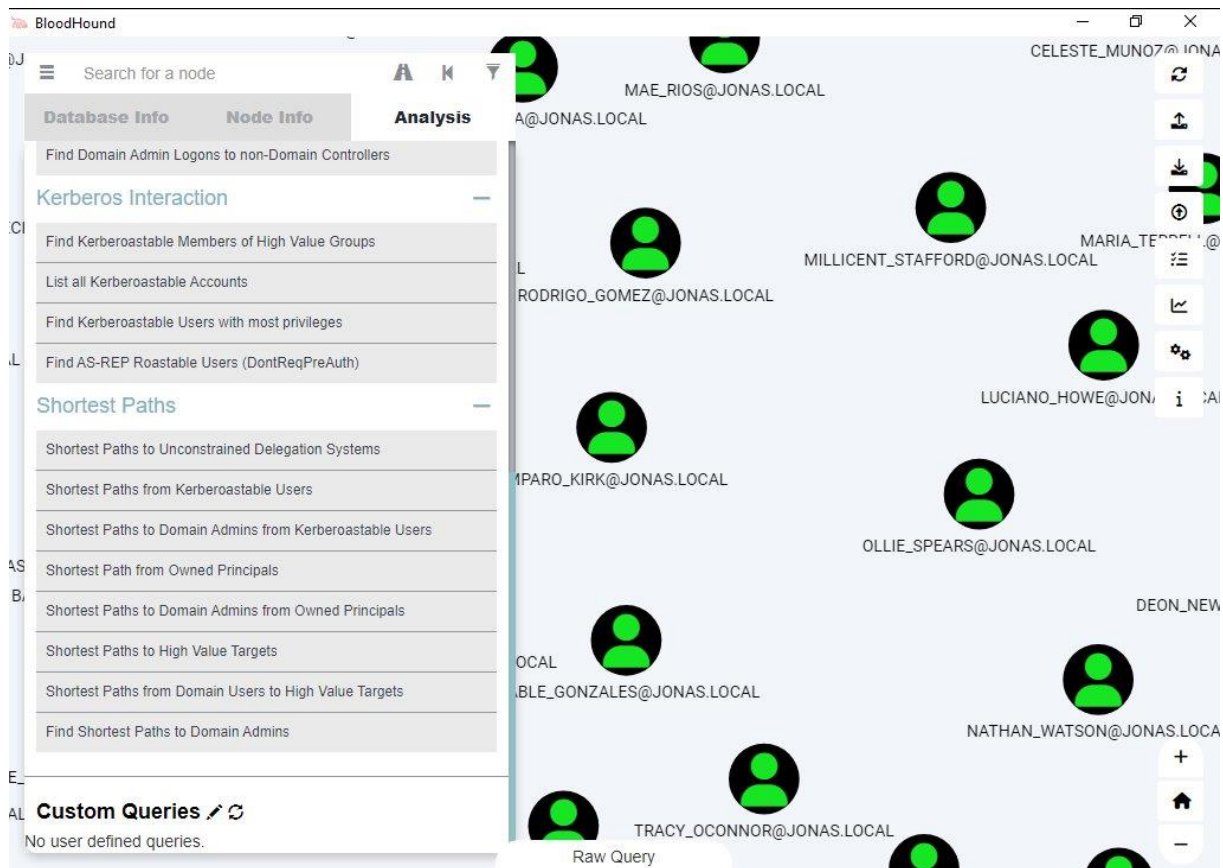 BloodHound
Search for a node
Database Info
Node Info
Analysis
Find Domain Admin Logons to non-Domain Controllers
Kerberos Interaction
Find Kerberoastable Members of High Value Groups
List all Kerberoastable Accounts
Find Kerberoastable Users with most privileges
Find AS-REP Roastable Users (DontReqPreAuth)
Shortest Paths
Shortest Paths to Unconstrained Delegation Systems
Shortest Paths from Kerberoastable Users
Shortest Paths to Domain Admins from Kerberoastable Users
Shortest Path from Owned Principals
Shortest Paths to Domain Admins from Owned Principals
Shortest Paths to High Value Targets
Shortest Paths from Domain Users to High Value Targets
Find Shortest Paths to Domain Admins
Custom Queries
No user defined queries.
CELESTE_MUNOZ@JONA
MAE_RIOS@JONAS.LOCAL
A@JONAS.LOCAL
MARIA_TE
MILLICENT_STAFFORD@JONAS.LOCAL
RODRIGO_GOMEZ@JONAS.LOCAL
LUCIANO_HOWE@JON
MPARO_KIRK@JONAS.LOCAL
OLLIE_SPEARS@JONAS.LOCAL
DEON_NEW
OCAL
ABLE_GONZALES@JONAS.LOCAL
NATHAN_WATSON@JONAS.LOCA
TRACY_OCONNOR@JONAS.LOCAL
Raw Query